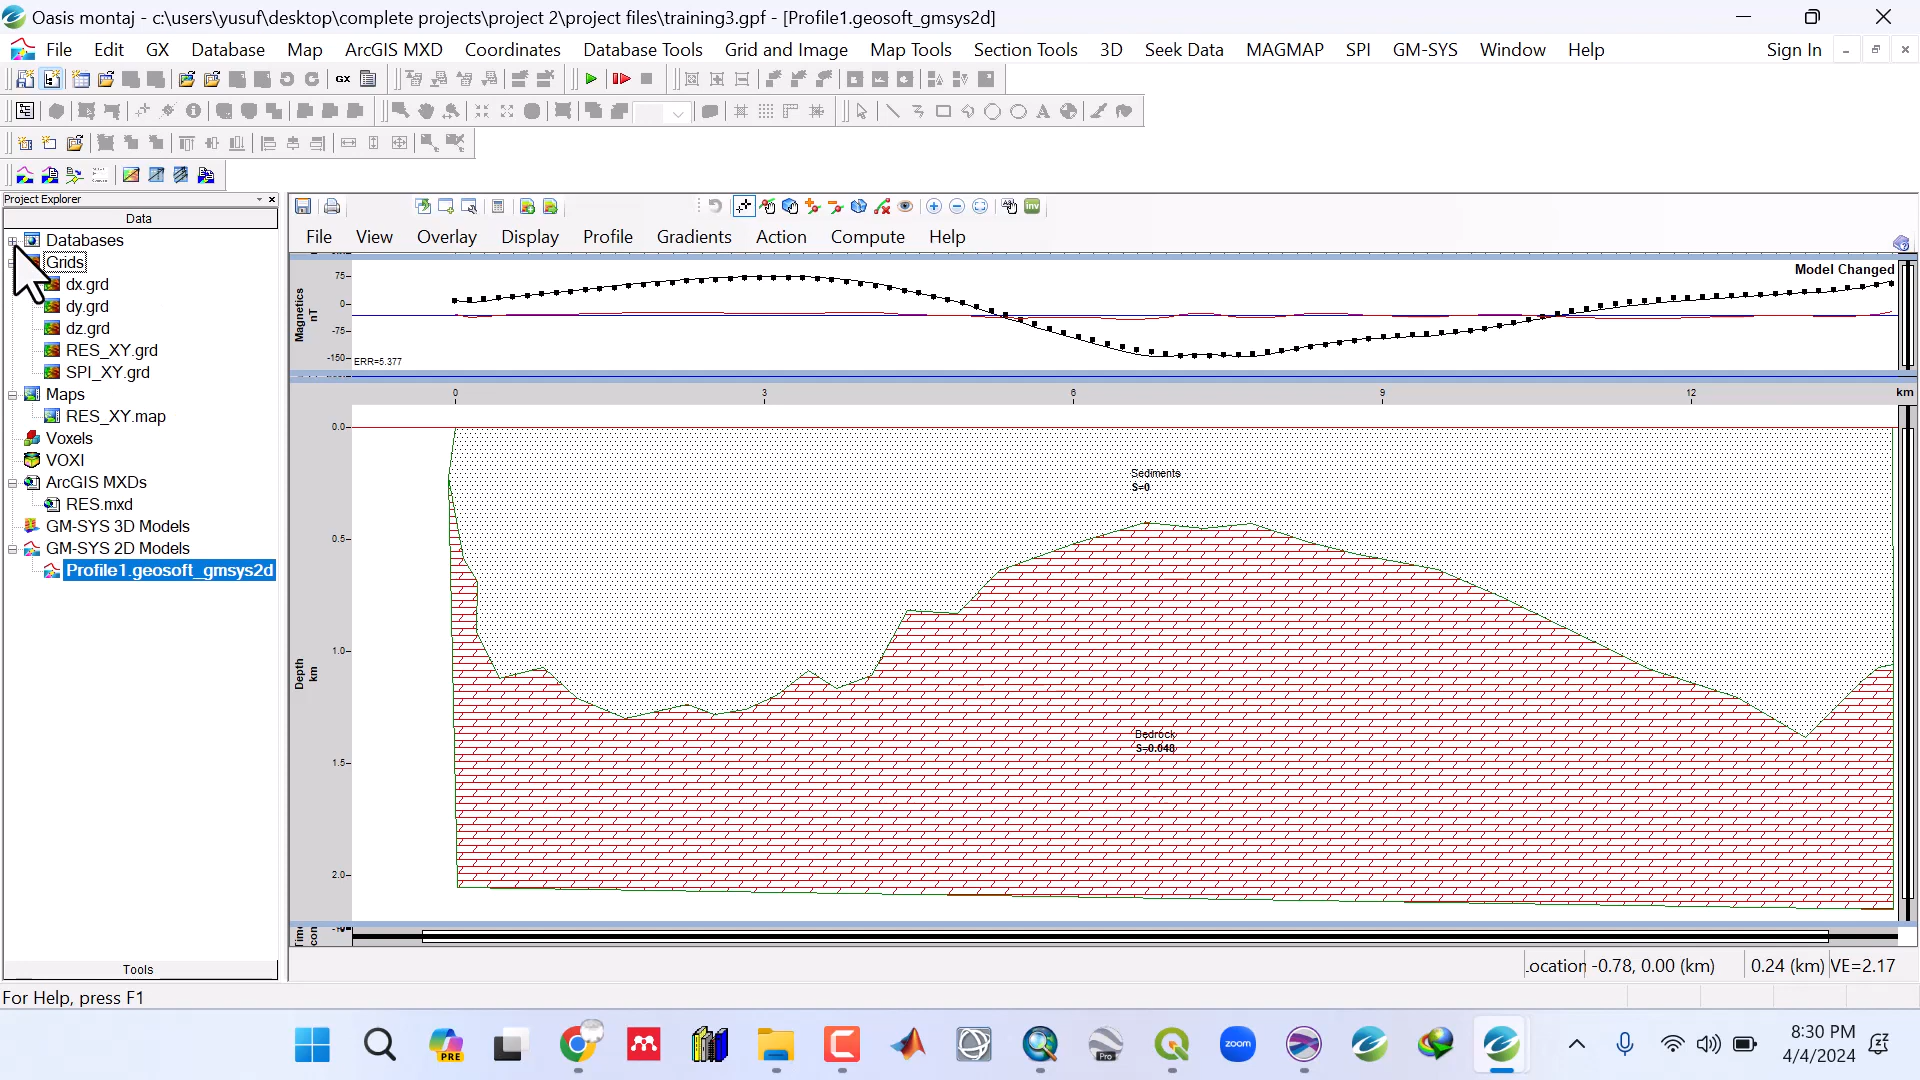 Oasis montaj - c:\users\yusuf\desktop\complete projects\project 2\project files\training3.gpf - [Profile1.geosoft_gmsys2d]
File Edit GX Database Map ArcGIS MXD Coordinates Database Tools Grid and Image Map Tools Section Tools 3D Seek Data MAGMAP SPI GM-SYS Window Help Sign In
GX
Project Explorer
Data
Databases
Grids
dx.grd
dy.grd
dz.grd
RES_XY.grd
SPI_XY.grd
Maps
RES_XY.map
Voxels
VOXI
ArcGIS MXDs
RES.mxd
GM-SYS 3D Models
GM-SYS 2D Models
Profile1.geosoft_gmsys2d
Tools
inv
File View Overlay Display Profile Gradients Action Compute Help
Model Changed
Magnetics
nT
75
0
-75
-150
ERR=5.377
0 3 6 9 12 km
0.0
0.5
1.0
1.5
2.0
Depth
km
Sediments
S=0
Bedrock
S=0.048
ocation -0.78, 0.00 (km) 0.24 (km) VE=2.17
For Help, press F1
PRE
Pro
zoom
8:30 PM
4/4/2024